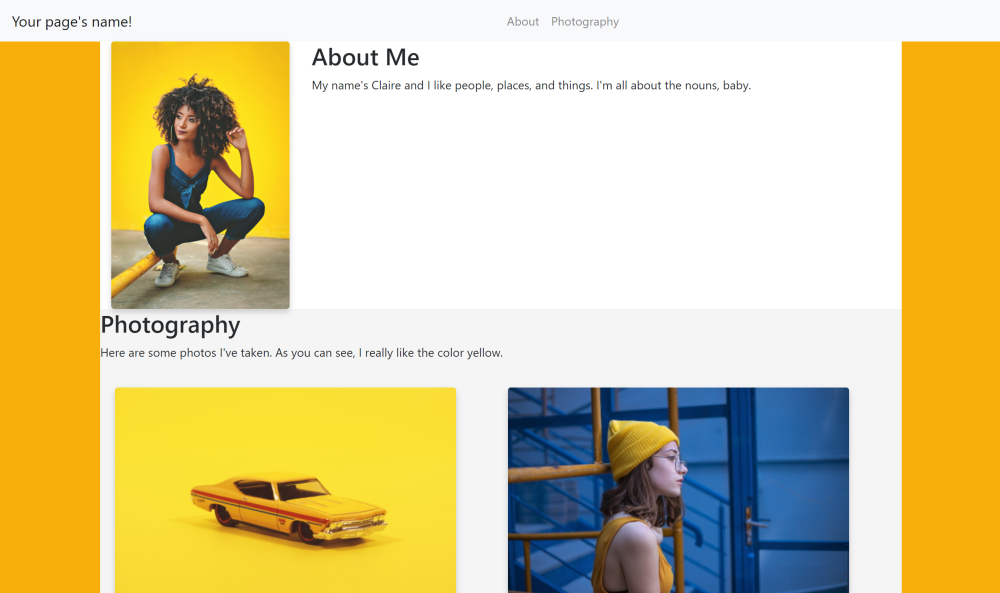 Your page's name!
About Photography
About Me
My name's Claire and I like people, places, and things. I'm all about the nouns, baby.
Photography
Here are some photos I've taken. As you can see, I really like the color yellow.